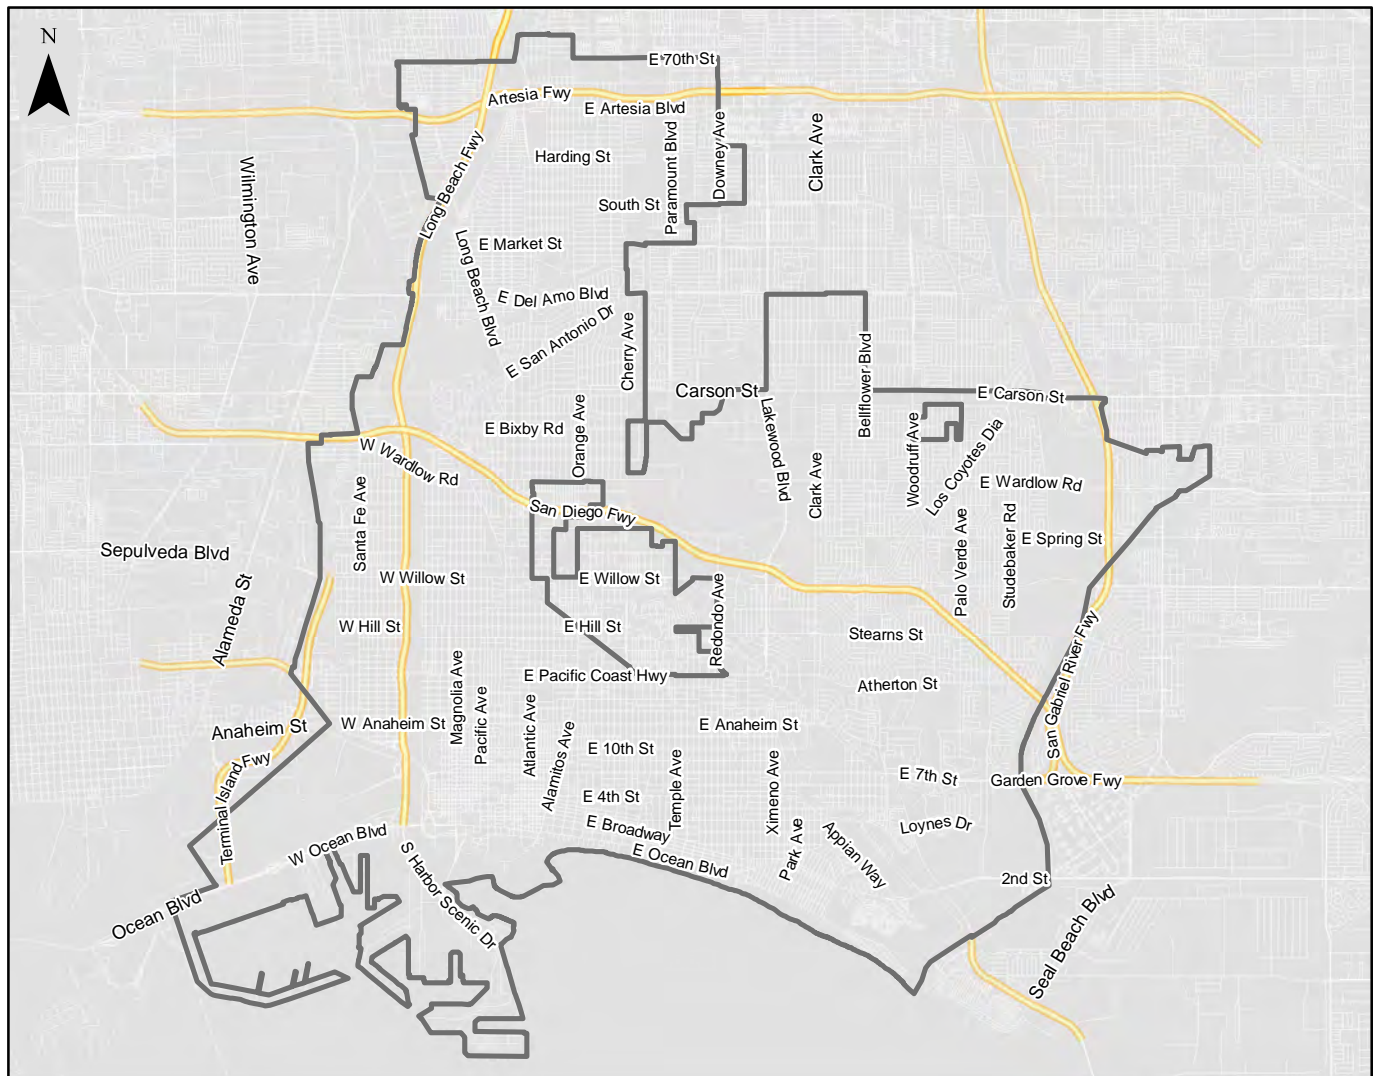 N
E 70th St
Artesia Fwy
E Artesia Blvd
Harding St
Paramount Blvd
Downey Ave
Clark Ave
Wilmington Ave
Long Beach Fwy
South St
E Market St
Long Beach Blvd
E Del Amo Blvd
E San Antonio Dr
Cherry Ave
Bellflower Blvd
Carson St
E Carson St
Lakewood Blvd
Orange Ave
E Bixby Rd
W Wardlow Rd
Clark Ave
Woodruff Ave
Los Coyotes Dia
E Wardlow Rd
Santa Fe Ave
San Diego Fwy
Sepulveda Blvd
Palo Verde Ave
Studebaker Rd
E Spring St
W Willow St
E Willow St
Alameda St
W Hill St
E Hill St
Redondo Ave
Stearns St
San Gabriel River Fwy
E Pacific Coast Hwy
Atherton St
Magnolia Ave
Pacific Ave
Anaheim St
W Anaheim St
Atlantic Ave
Alamitos Ave
E Anaheim St
E 10th St
Terminal Island Fwy
Temple Ave
Ximeno Ave
E 7th St
Garden Grove Fwy
E 4th St
E Broadway
Park Ave
Appian Way
Loynes Dr
W Ocean Blvd
E Ocean Blvd
2nd St
S Harbor Scenic Dr
Ocean Blvd
Seal Beach Blvd